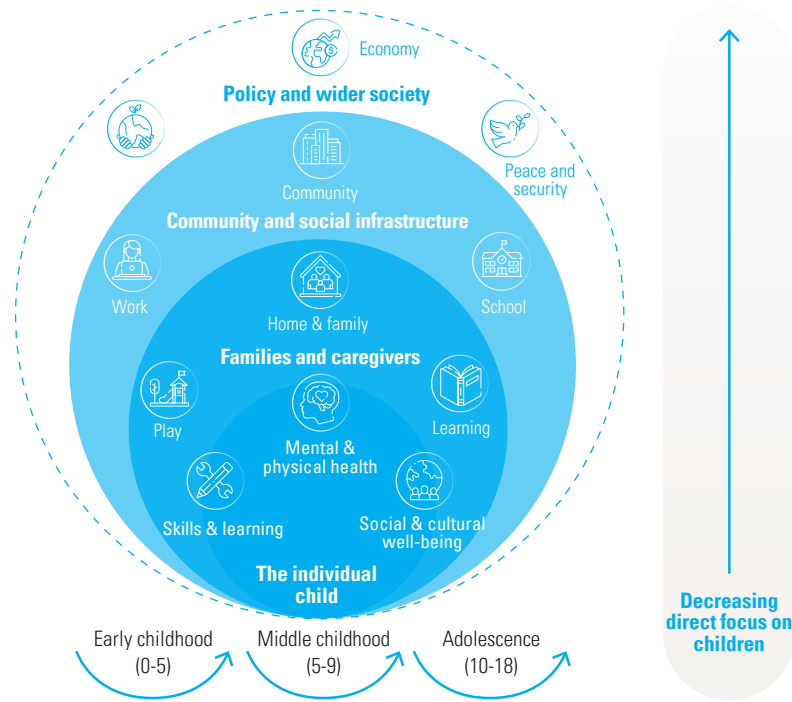 Economy
Policy and wider society
Peace and
security
Community
Community and social infrastructure
Work
School
Home & family
Families and caregivers
Play
Learning
Mental &
physical health
Skills & learning
Social & cultural
well-being
The individual
child
Early childhood
(0-5)
Middle childhood
(5-9)
Adolescence
(10-18)
Decreasing
direct focus on
children